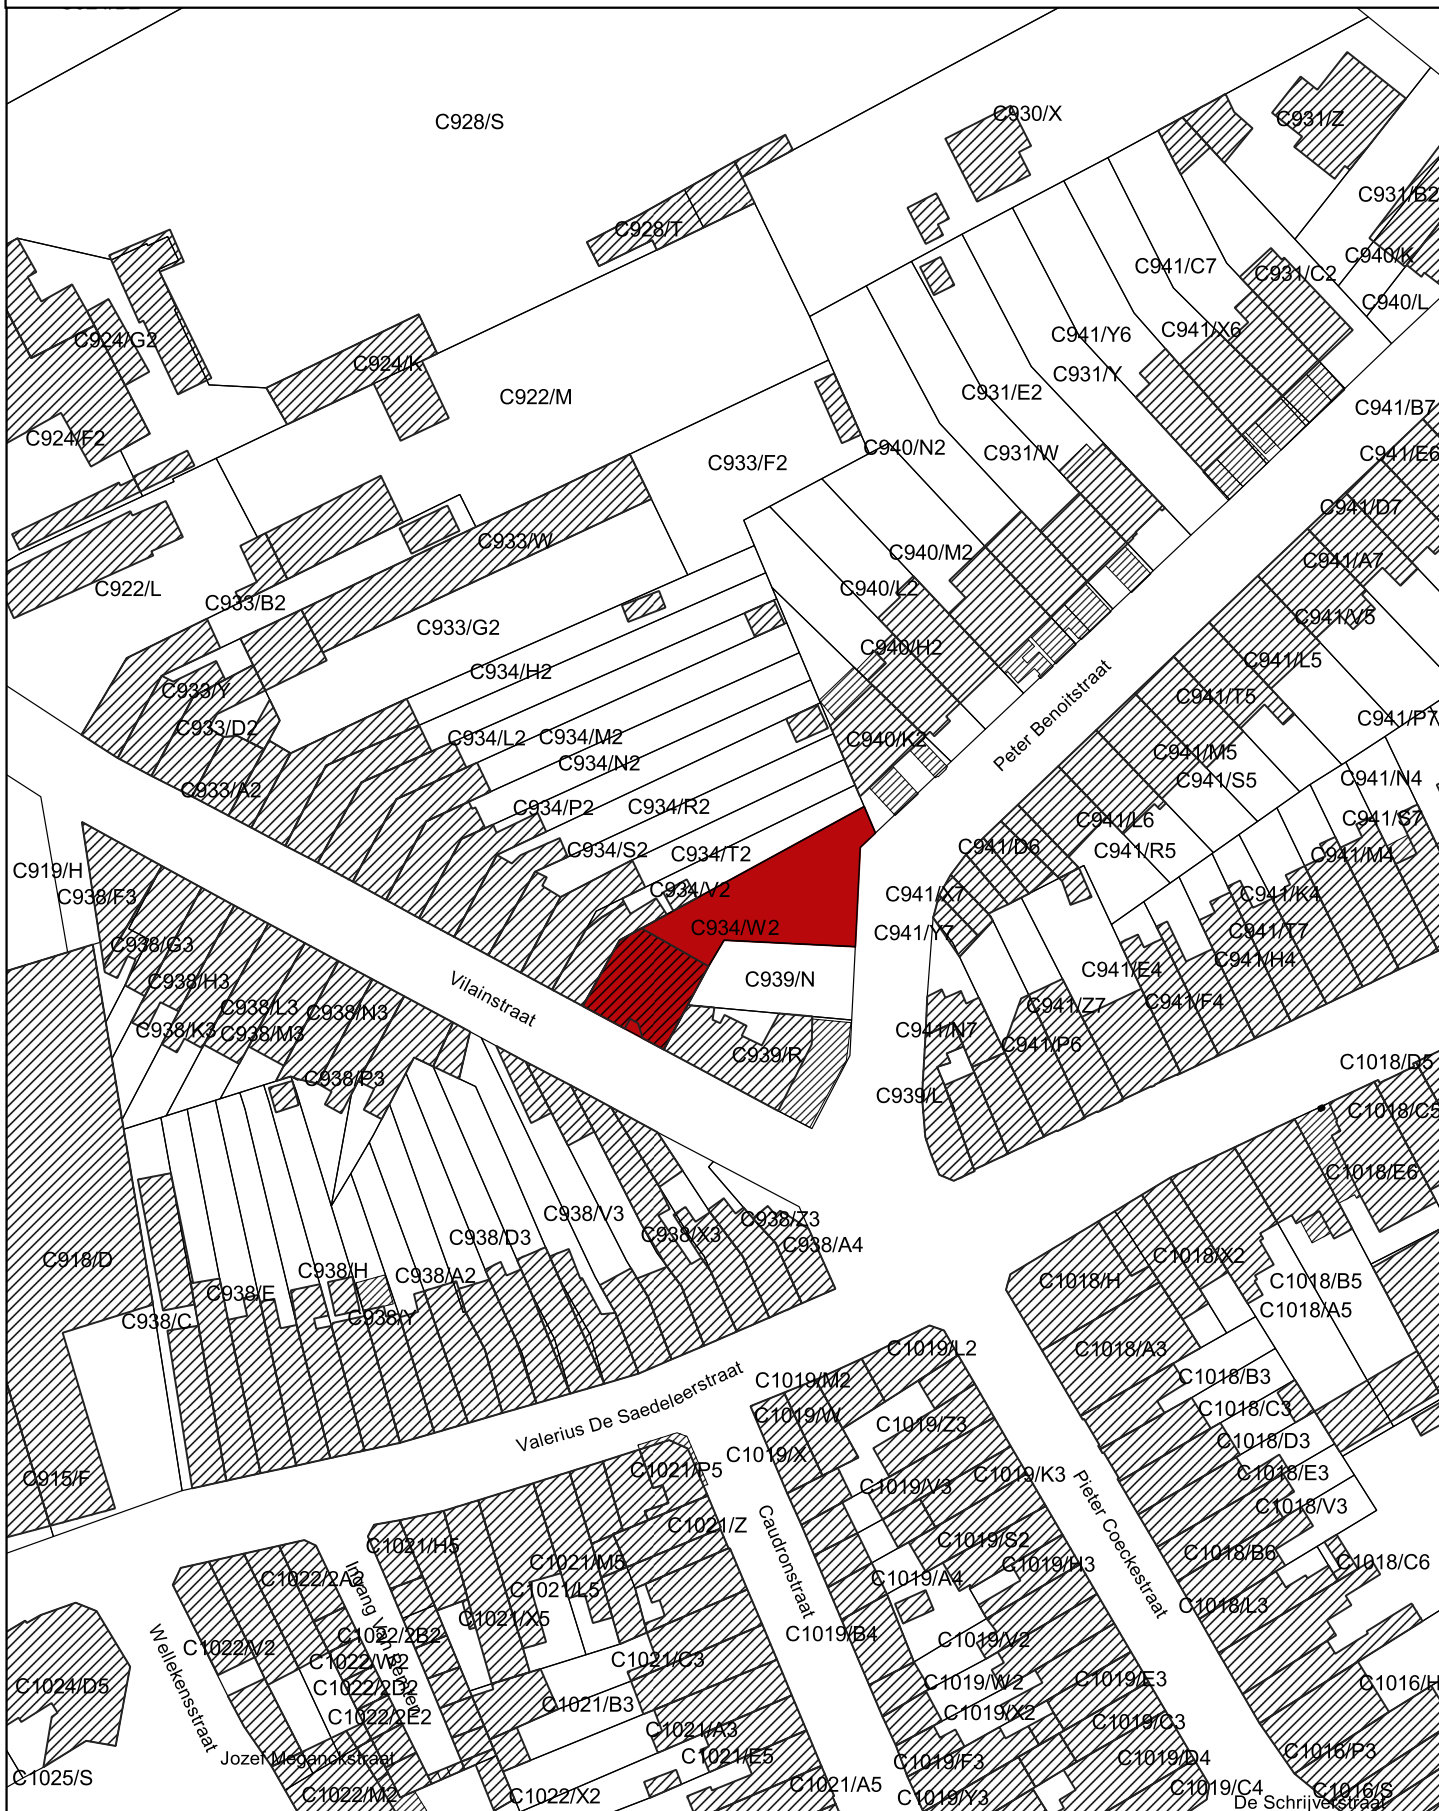 C928/S
C930/X
C931/Z
C931/B2
C928/T
C940/K
C941/C7
C931/C2
C940/L
C924/G2
C941/X6
C941/Y6
C924/K
C931/Y
C922/M
C931/E2
C941/B7
C924/F2
C940/N2
C931/W
C941/E6
C933/F2
C941/D7
C933/W
C940/M2
C941/A7
C922/L
C940/L2
C933/B2
C941/V5
C933/G2
C940/H2
C941/L5
C934/H2
Peter Benoitstraat
C933/Y
C941/T5
C941/P7
C933/D2
C934/L2
C934/M2
C940/K2
C941/M5
C934/N2
C941/S5
C941/N4
C933/A2
C934/P2
C934/R2
C941/L6
C941/S7
C934/S2
C934/T2
C941/D6
C941/R5
C941/M4
C919/H
C938/F3
C934/V2
C941/X7
C941/K4
C934/W2
C941/Y7
C941/T7
C938/G3
C941/H4
C941/E4
C938/H3
C939/N
Vilainstraat
C938/L3
C938/N3
C941/Z7
C941/F4
C938/K3
C938/M3
C941/N7
C941/P6
C939/R
C1018/D5
C938/P3
C939/L
C1018/C5
C1018/E6
C938/V3
C938/Z3
C938/X3
C938/D3
C938/A4
C918/D
C1018/X2
C938/H
C938/A2
C1018/H
C1018/B5
C938/E
C1018/A5
C938/C
C938/Y
C1019/L2
C1018/A3
Valerius De Saedeleerstraat
C1019/M2
C1018/B3
C1019/W
C1019/Z3
C1018/C3
C1018/D3
C1019/X
C915/F
C1021/P5
C1019/K3
C1018/E3
C1019/V3
Pieter Coeckestraat
C1018/V3
Caudronstraat
C1021/Z
C1019/S2
C1021/H5
C1018/B6
C1021/M5
C1019/H3
C1018/C6
C1019/A4
C1021/L5
C1018/L3
C1021/X5
C1019/B4
C1022/2B2
C1019/V2
C1022/V2
Wellekensstraat
C1021/C3
C1022/W2
C1019/E3
C1019/W2
C1016/H
C1024/D5
C1022/2D2
C1021/B3
C1019/X2
C1022/2E2
C1019/C3
C1021/A3
C1016/P3
Jozef Meganckstraat
C1021/E5
C1019/D4
C1019/F3
C1025/S
C1021/A5
C1019/C4
C1016/S
C1022/M2
C1022/X2
C1019/Y3
De Schrijverstraat